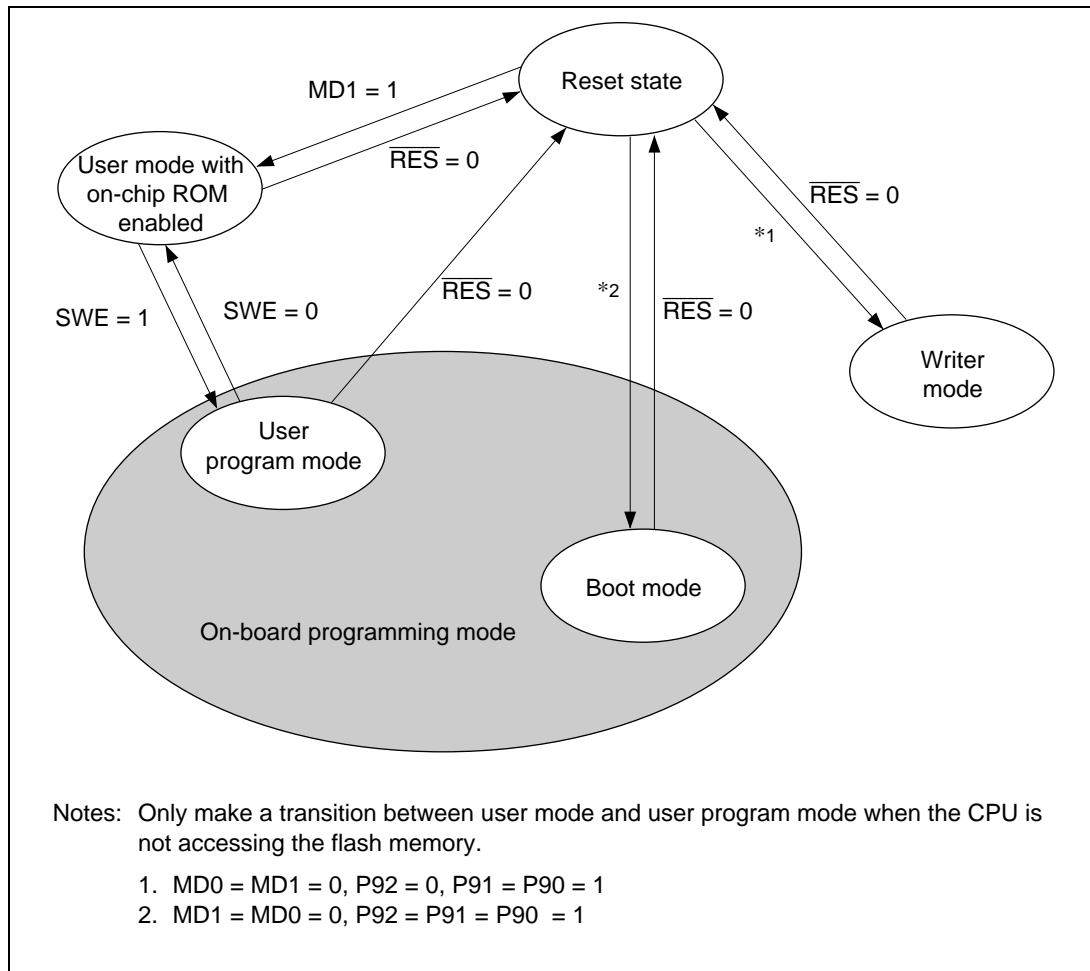 Reset state
MD1 = 1
RES = 0
User mode with
on-chip ROM
enabled
RES = 0
*1
RES = 0
*2
RES = 0
SWE = 1
SWE = 0
Writer
mode
User
program mode
Boot mode
On-board programming mode
Notes: Only make a transition between user mode and user program mode when the CPU is
not accessing the flash memory.
1. MD0 = MD1 = 0, P92 = 0, P91 = P90 = 1
2. MD1 = MD0 = 0, P92 = P91 = P90 = 1